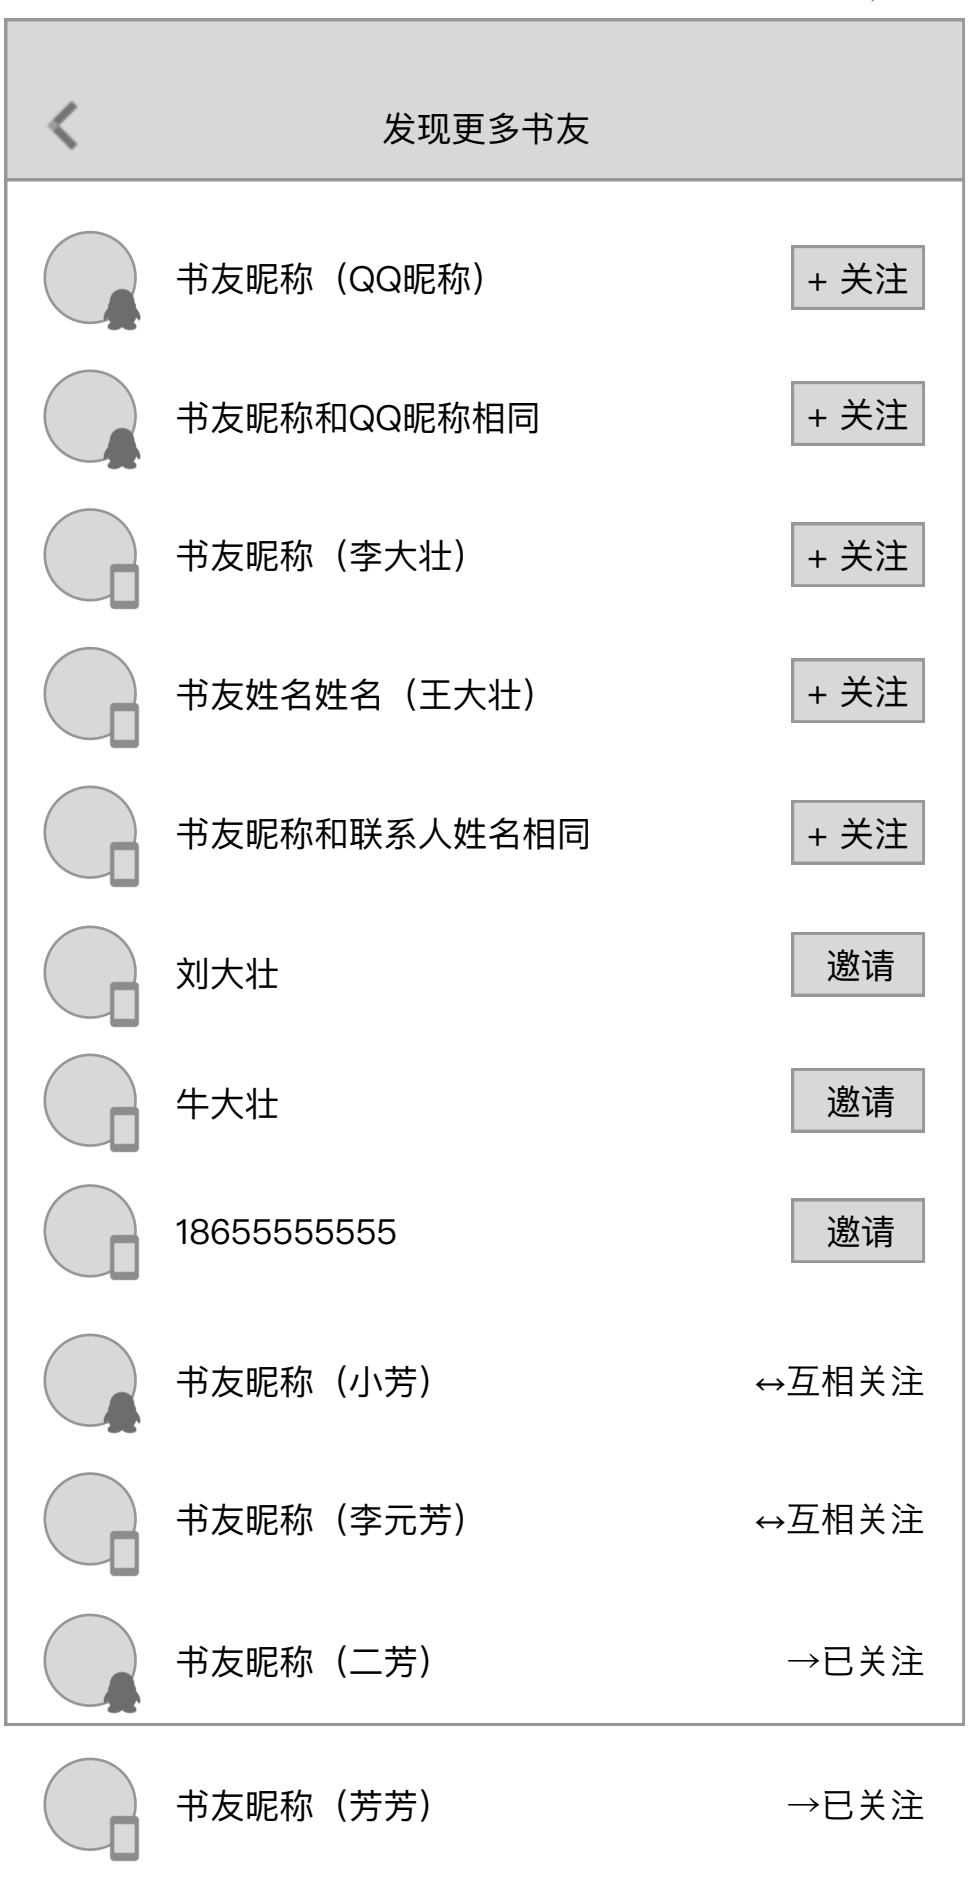 发现更多书友
书友昵称（QQ昵称） + 关注
书友昵称和QQ昵称相同 + 关注
书友昵称（李大壮） + 关注
书友姓名姓名（王大壮） + 关注
书友昵称和联系人姓名相同 + 关注
刘大壮 邀请
牛大壮 邀请
18655555555 邀请
书友昵称（小芳） ↔互相关注
书友昵称（李元芳） ↔互相关注
书友昵称（二芳） →已关注
书友昵称（芳芳） →已关注